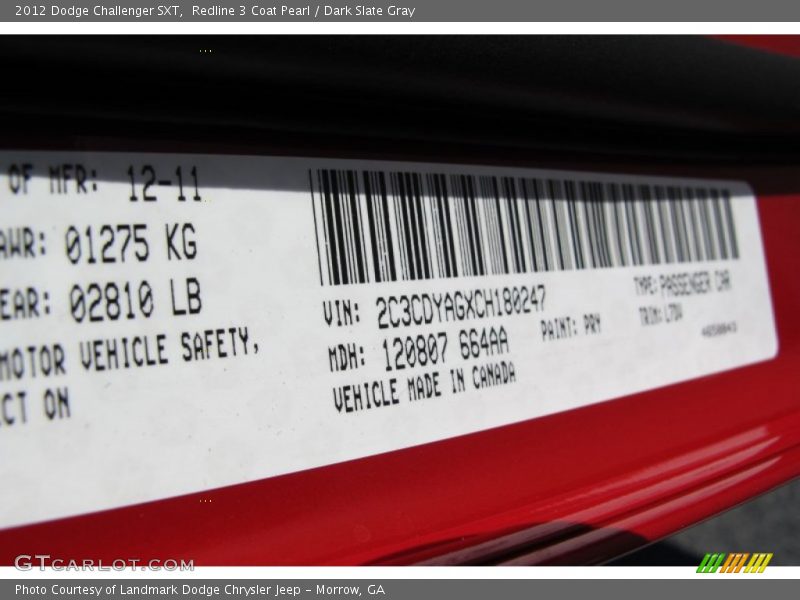 2012 Dodge Challenger SXT,  Redline 3 Coat Pearl / Dark Slate Gray
OF MFR: 12-11
AWR: 01275 KG
EAR: 02810 LB
MOTOR VEHICLE SAFETY,
CT ON
VIN: 2C3CDYAGXCH180247
TYPE: PASSENGER CAR
MDH: 120807 664AA
PAINT: PRY
TRIM:
VEHICLE MADE IN CANADA
GTCARLOT.COM
Photo Courtesy of Landmark Dodge Chrysler Jeep - Morrow, GA